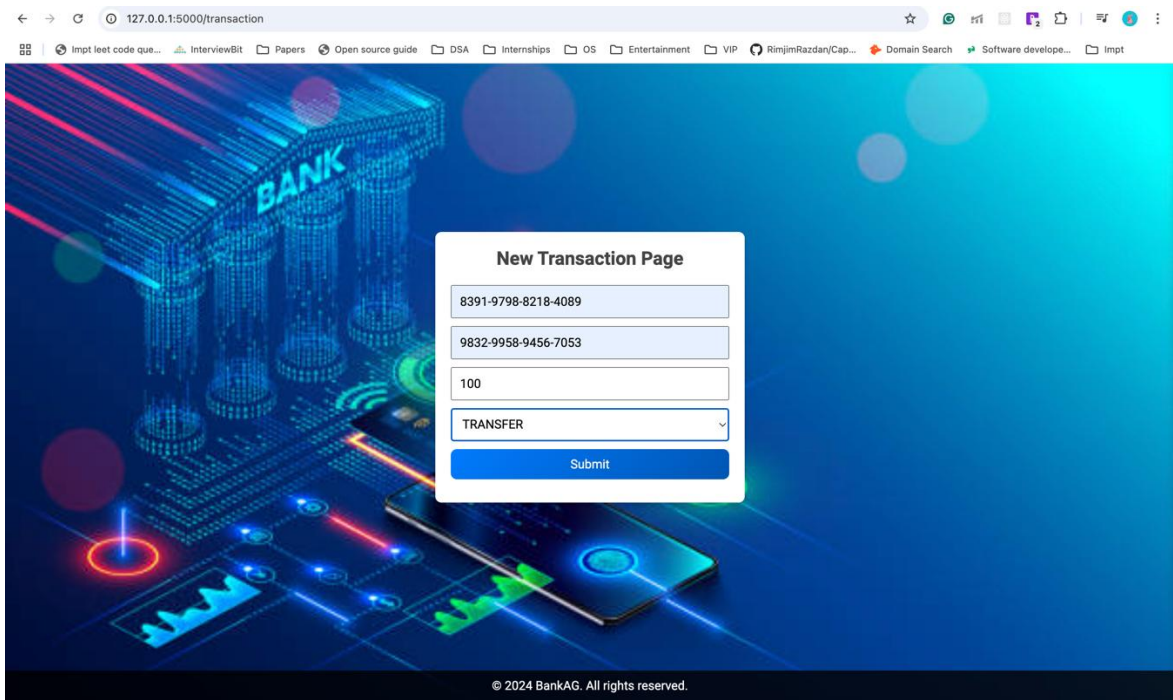 127.0.0.1:5000/transaction
Impt leet code que... InterviewBit Papers Open source guide DSA Internships OS Entertainment VIP RimjimRazdan/Cap... Domain Search Software develope... Impt
BANK
New Transaction Page
8391-9798-8218-4089
9832-9958-9456-7053
100
TRANSFER
Submit
© 2024 BankAG. All rights reserved.